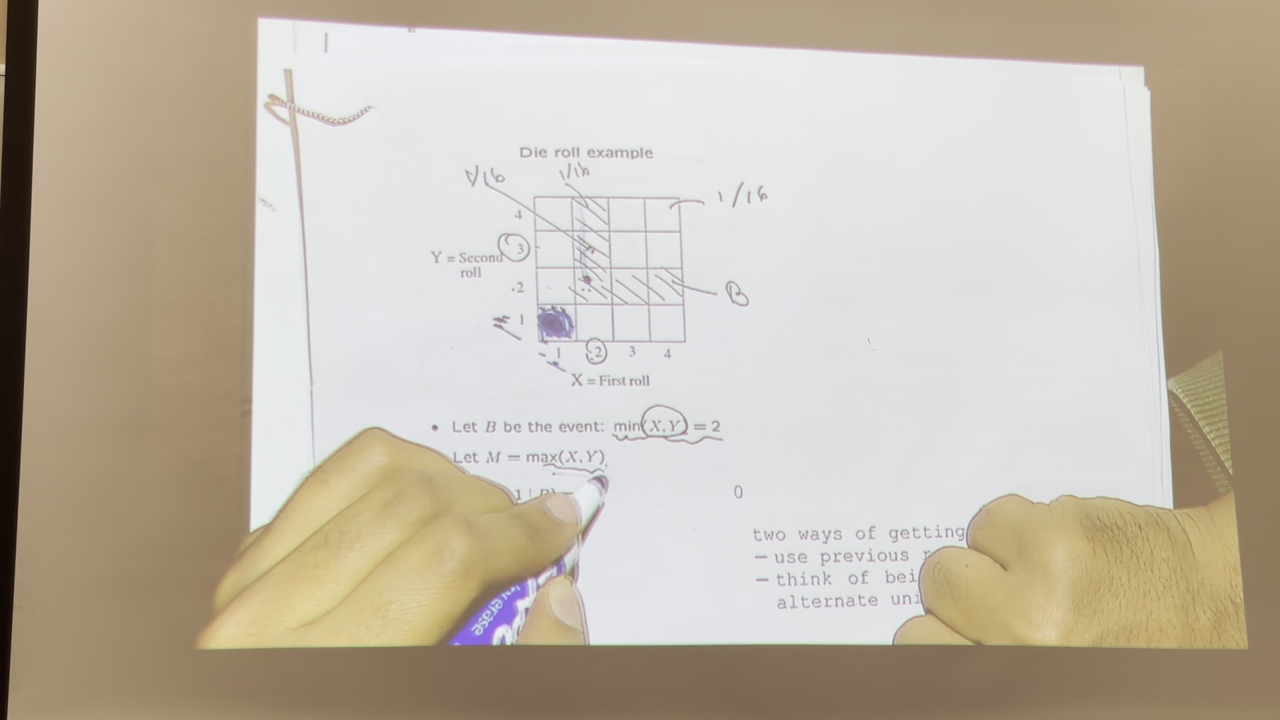 Die roll example
1/16 1/16 1/16
4
Y = Second 3
roll
2 B
1
1 2 3 4
X = First roll
• Let B be the event: min(X,Y) = 2
Let M = max(X,Y)
1 | B) 0
two ways of getting
— use previous
— think of
alternate
erase